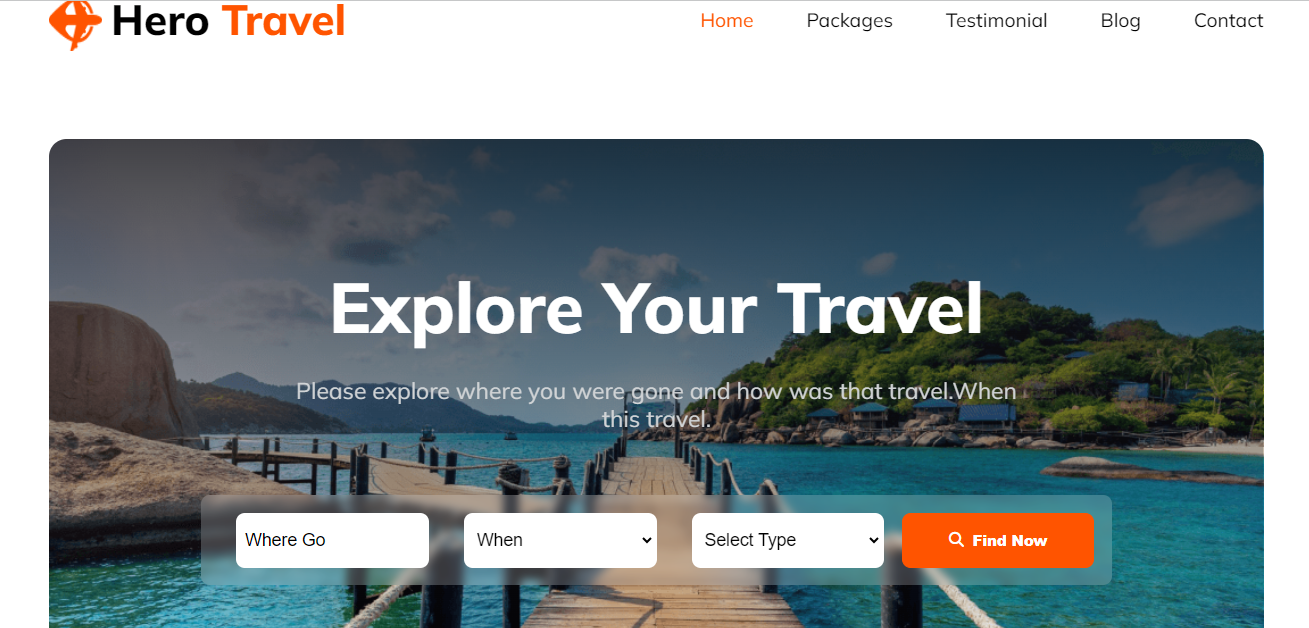 Hero Travel
Home Packages Testimonial Blog Contact
Explore Your Travel
Please explore where you were gone and how was that travel.When
this travel.
Where Go When Select Type Find Now